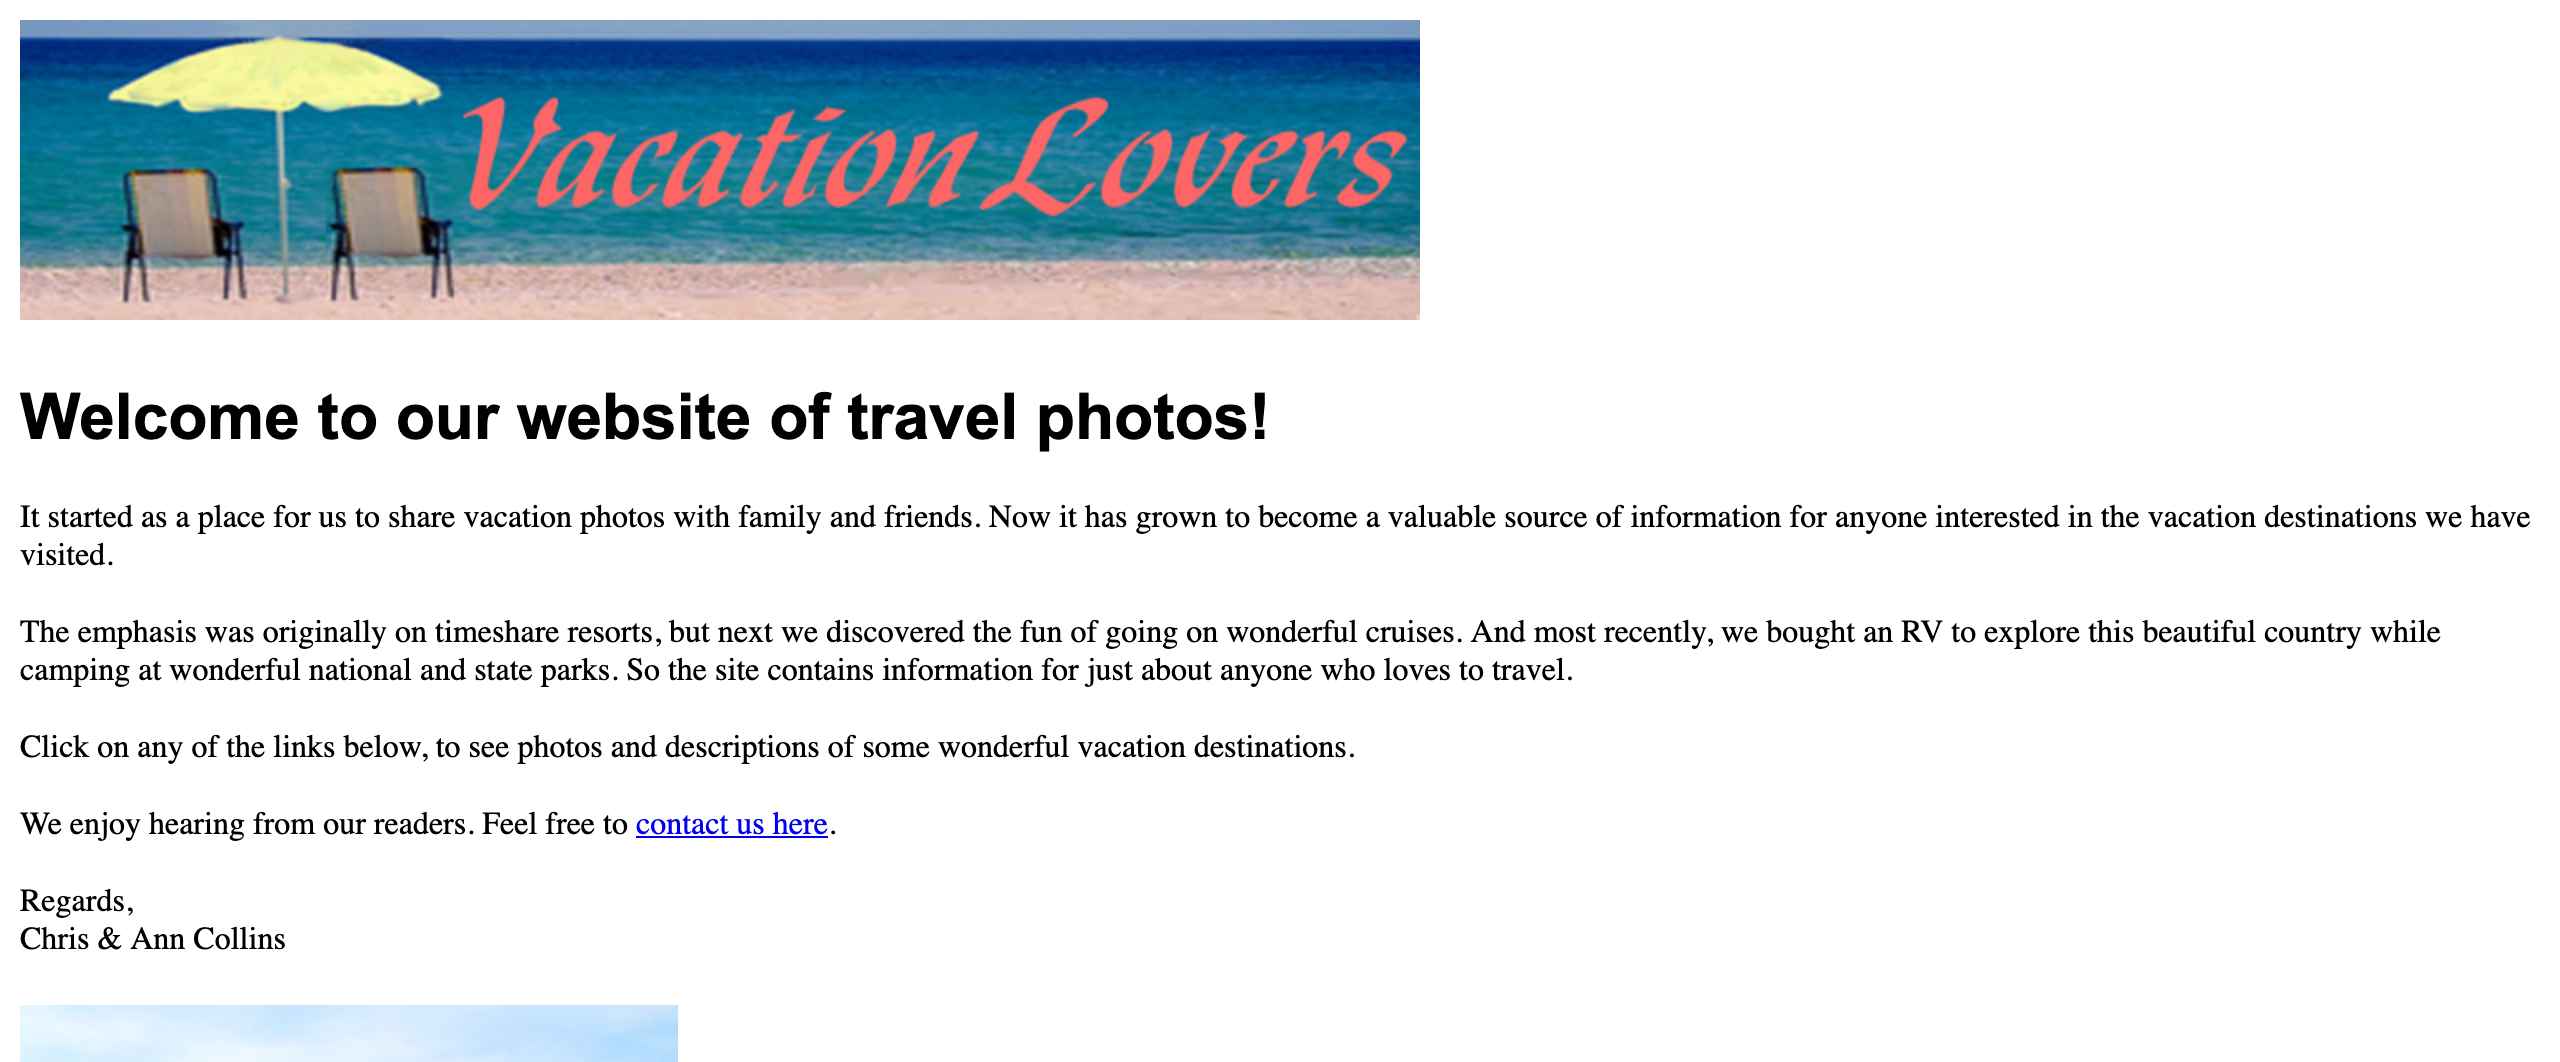 Vacation Lovers
Welcome to our website of travel photos!
It started as a place for us to share vacation photos with family and friends. Now it has grown to become a valuable source of information for anyone interested in the vacation destinations we have
visited.
The emphasis was originally on timeshare resorts, but next we discovered the fun of going on wonderful cruises. And most recently, we bought an RV to explore this beautiful country while
camping at wonderful national and state parks. So the site contains information for just about anyone who loves to travel.
Click on any of the links below, to see photos and descriptions of some wonderful vacation destinations.
We enjoy hearing from our readers. Feel free to contact us here.
Regards,
Chris & Ann Collins